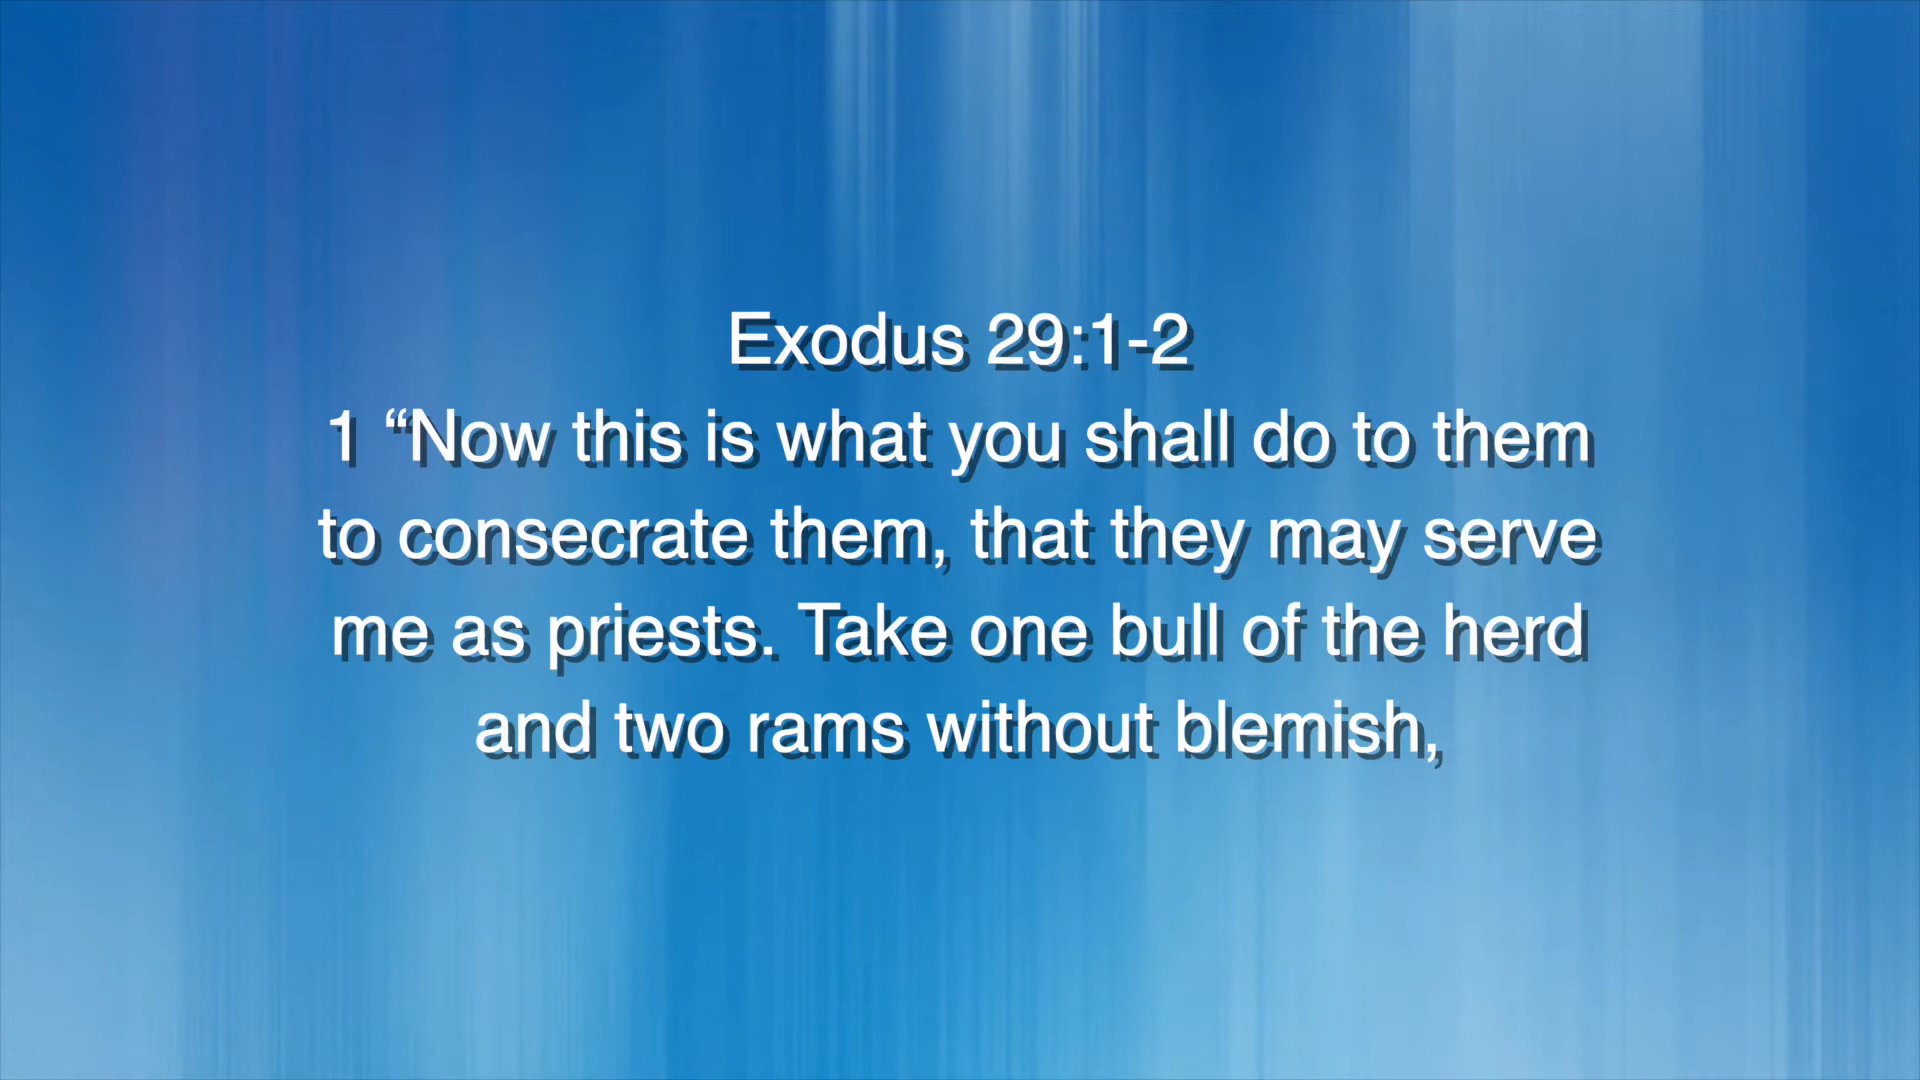 Exodus 29:1-2
1 “Now this is what you shall do to them
to consecrate them, that they may serve
me as priests. Take one bull of the herd
and two rams without blemish,